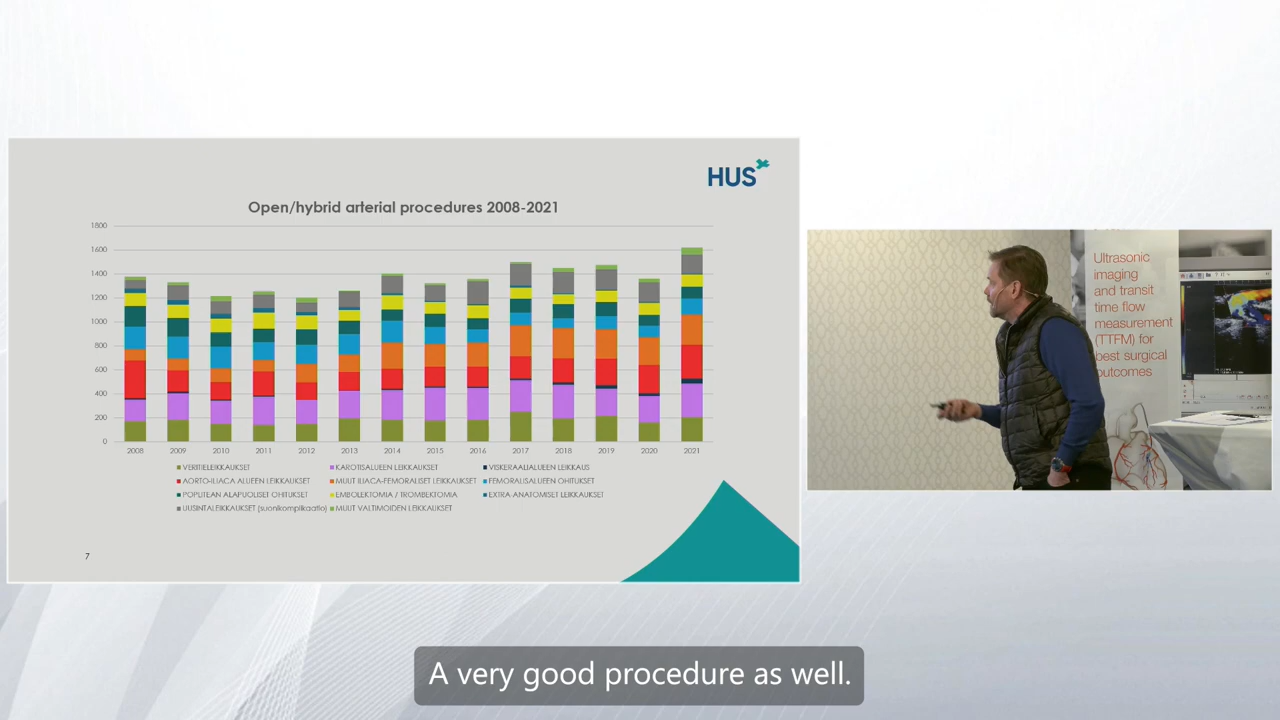 HUS
Open/hybrid arterial procedures 2008-2021
1800
1600
1400
1200
1000
800
600
400
200
0
2008 2009 2010 2011 2012 2013 2014 2015 2016 2017 2018 2019 2020 2021
VERITIELEIKKAUKSET KAROTISALUEEN LEIKKAUKSET VISKERAALIALUEEN LEIKKAUS
AORTO-ILIACA ALUEEN LEIKKAUKSET MUUT ILIACA-FEMORALISET LEIKKAUKSET FEMORALISALUEEN OHITUKSET
POPLITEAN ALAPUOLISET OHITUKSET EMBOLEKTOMIA / TROMBEKTOMIA EXTRA-ANATOMISET LEIKKAUKSET
UUSINTALEIKKAUKSET (suonikomplikaatio) MUUT VALTIMOIDEN LEIKKAUKSET
7
Ultrasonic
imaging
and transit
time flow
measurement
(TTFM) for
best surgical
outcomes
A very good procedure as well.